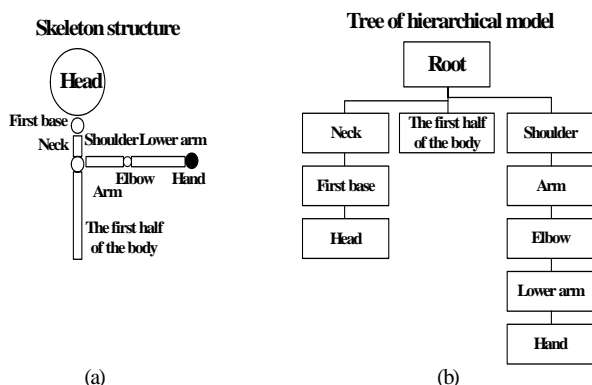 Skeleton structure
Head
First base
Neck
Shoulder Lower arm
Elbow
Hand
Arm
The first half
of the body
(a)
Tree of hierarchical model
Root
Neck
The first half
of the body
Shoulder
First base
Arm
Head
Elbow
Lower arm
Hand
(b)